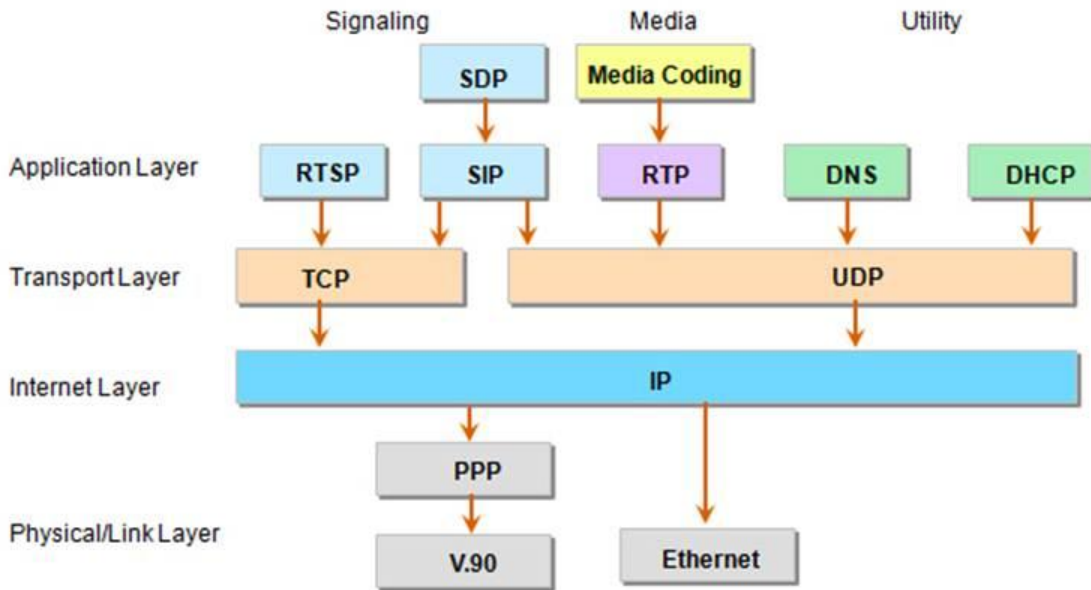 Signaling
Media
Utility
SDP
Media Coding
Application Layer
RTSP
SIP
RTP
DNS
DHCP
Transport Layer
TCP
UDP
Internet Layer
IP
PPP
Physical/Link Layer
V.90
Ethernet